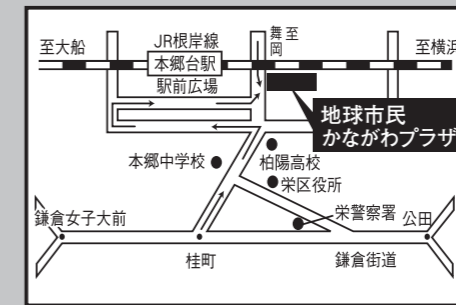 至大船
JR根岸線
本郷台駅
駅前広場
舞岡
至
至横浜
地球市民
かながわプラザ
本郷中学校
柏陽高校
栄区役所
鎌倉女子大前
栄警察署
公田
桂町
鎌倉街道